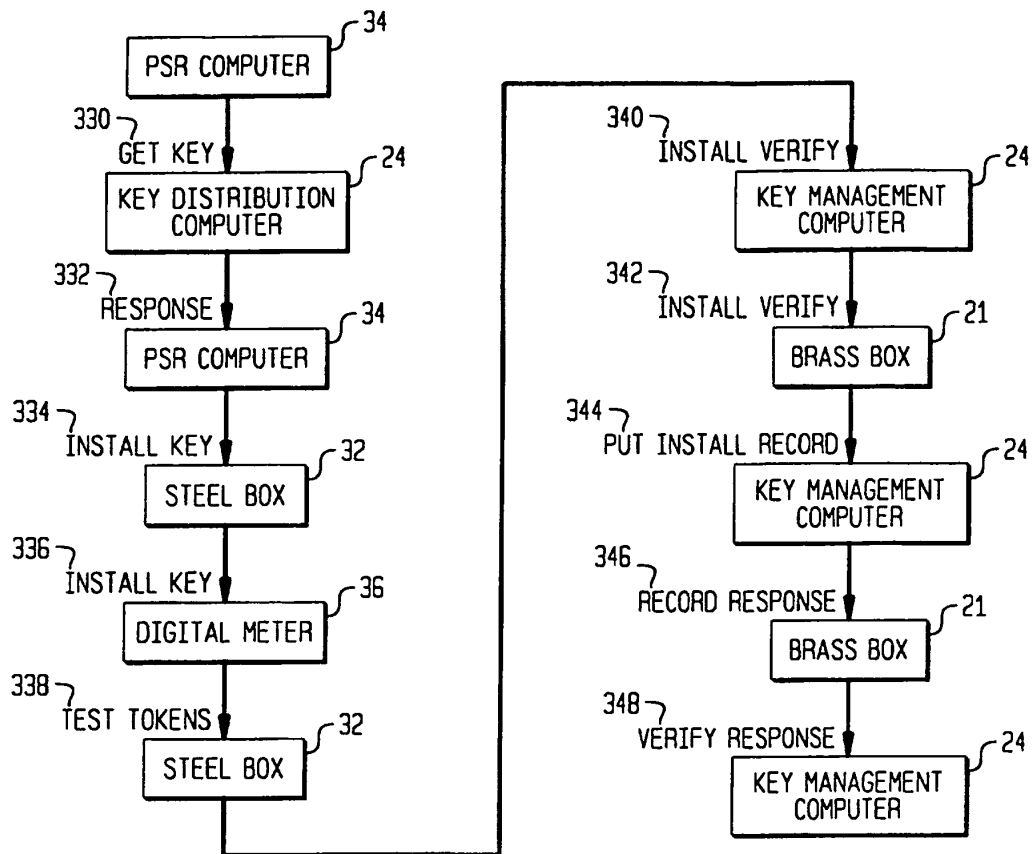 34
PSR COMPUTER
330
GET KEY
24
KEY DISTRIBUTION
COMPUTER
332
RESPONSE
34
PSR COMPUTER
334
INSTALL KEY
32
STEEL BOX
336
INSTALL KEY
36
DIGITAL METER
338
TEST TOKENS
32
STEEL BOX
340
INSTALL VERIFY
24
KEY MANAGEMENT
COMPUTER
342
INSTALL VERIFY
21
BRASS BOX
344
PUT INSTALL RECORD
24
KEY MANAGEMENT
COMPUTER
346
RECORD RESPONSE
21
BRASS BOX
348
VERIFY RESPONSE
24
KEY MANAGEMENT
COMPUTER